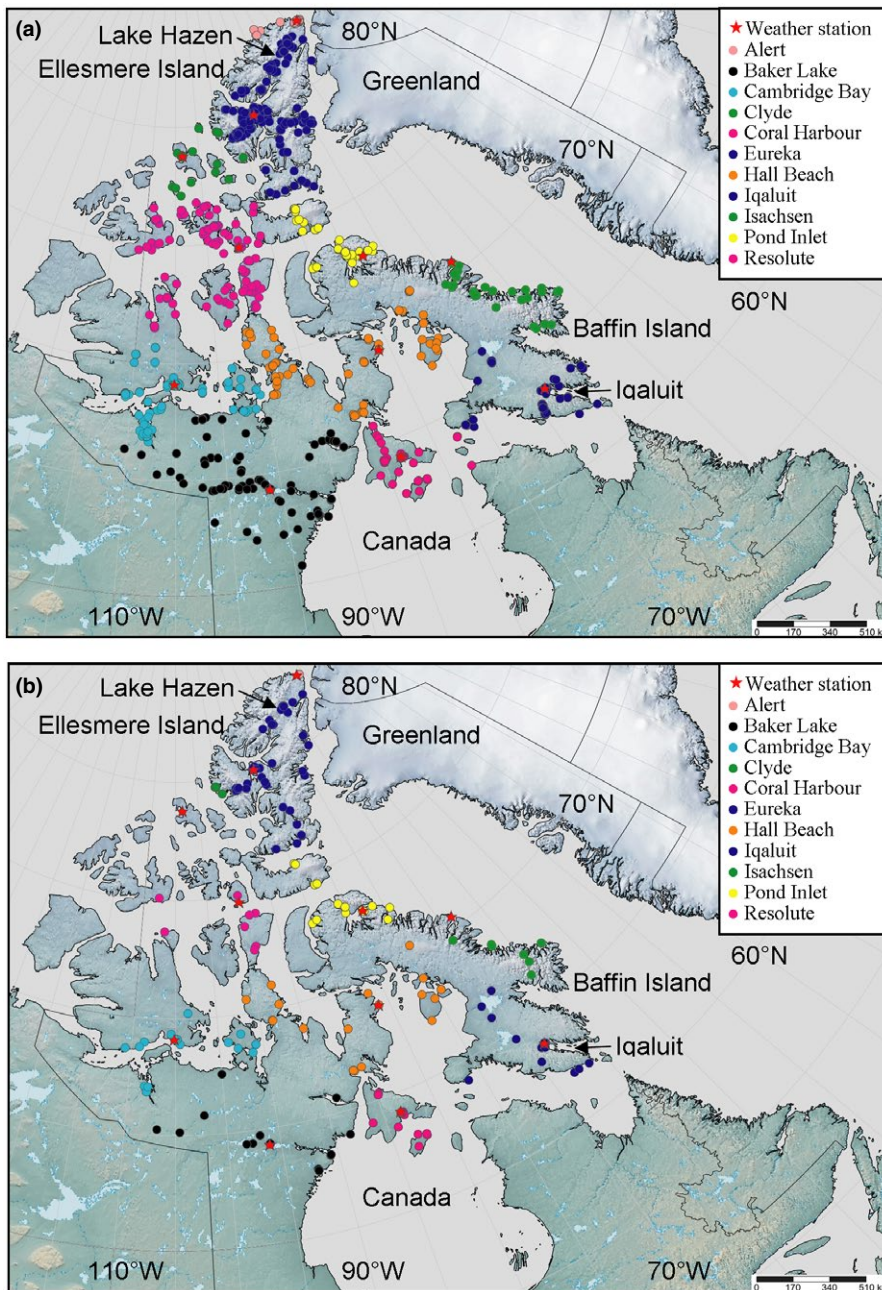 (a)
Lake Hazen
Ellesmere Island
80°N
Greenland
70°N
60°N
Baffin Island
Iqaluit
Canada
110°W
90°W
70°W
0 170 340 510 k
Weather station
Alert
Baker Lake
Cambridge Bay
Clyde
Coral Harbour
Eureka
Hall Beach
Iqaluit
Isachsen
Pond Inlet
Resolute
(b)
Lake Hazen
Ellesmere Island
80°N
Greenland
70°N
60°N
Baffin Island
Iqaluit
Canada
110°W
90°W
70°W
0 170 340 510 k
Weather station
Alert
Baker Lake
Cambridge Bay
Clyde
Coral Harbour
Eureka
Hall Beach
Iqaluit
Isachsen
Pond Inlet
Resolute